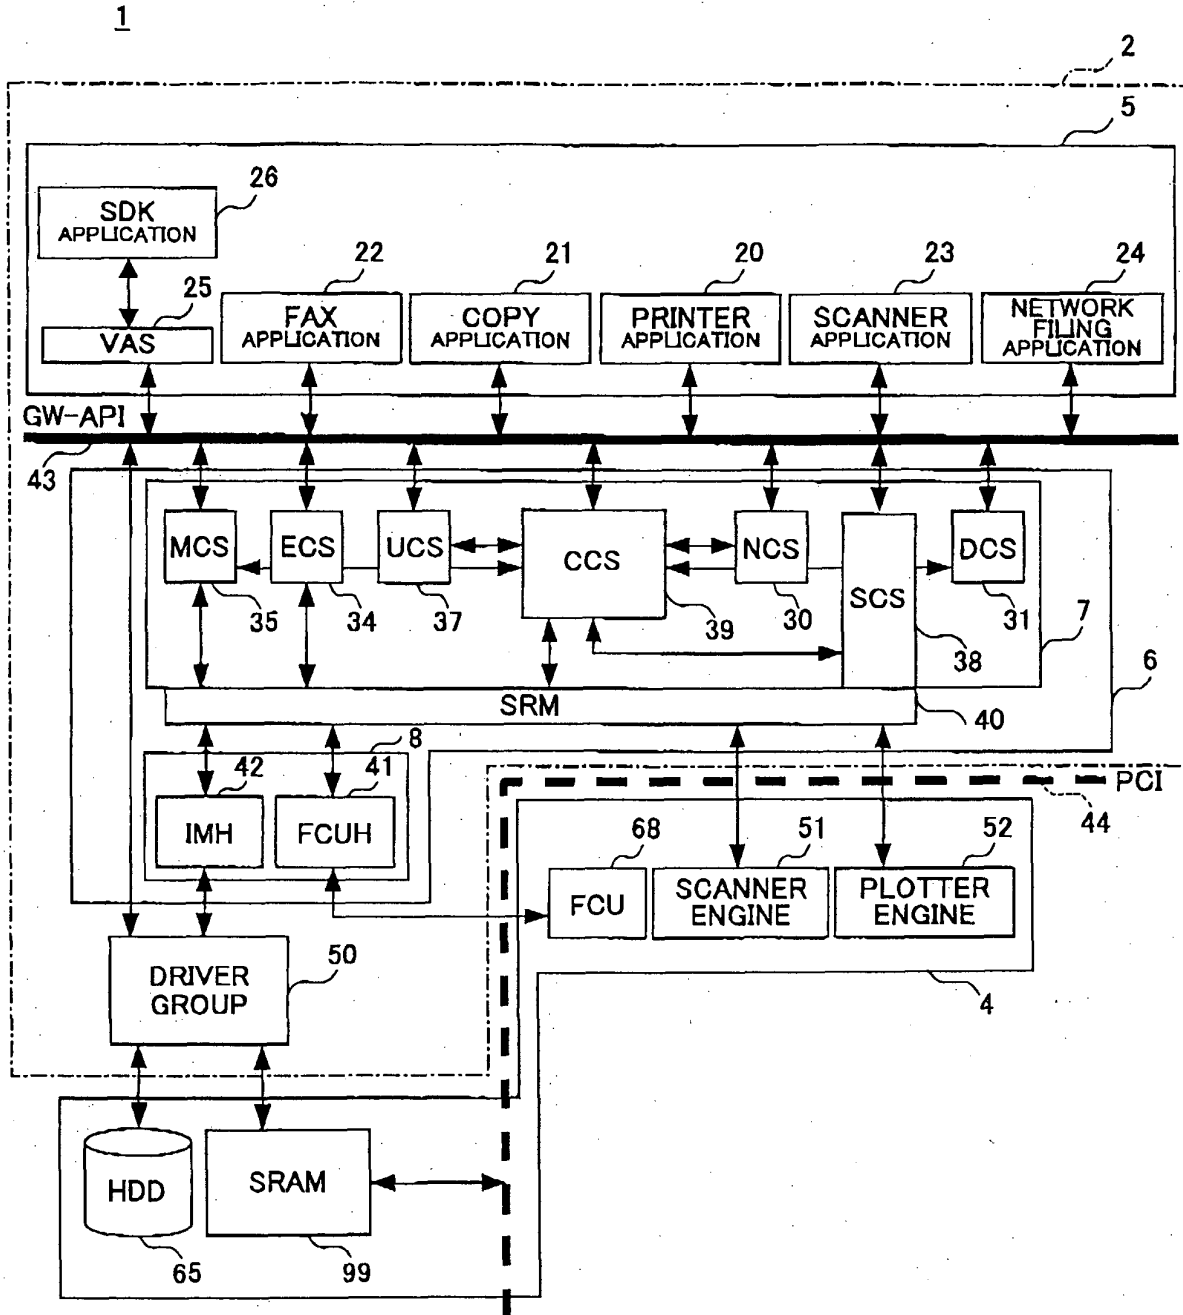 1
2
5
26
SDK
APPLICATION
25
VAS
22
FAX
APPLICATION
21
COPY
APPLICATION
20
PRINTER
APPLICATION
23
SCANNER
APPLICATION
24
NETWORK
FILING
APPLICATION
GW-API
43
MCS
35
ECS
34
UCS
37
CCS
39
NCS
30
SCS
38
DCS
31
7
6
SRM
40
8
42
IMH
41
FCUH
PCI
44
68
FCU
51
SCANNER
ENGINE
52
PLOTTER
ENGINE
4
50
DRIVER
GROUP
HDD
65
SRAM
99